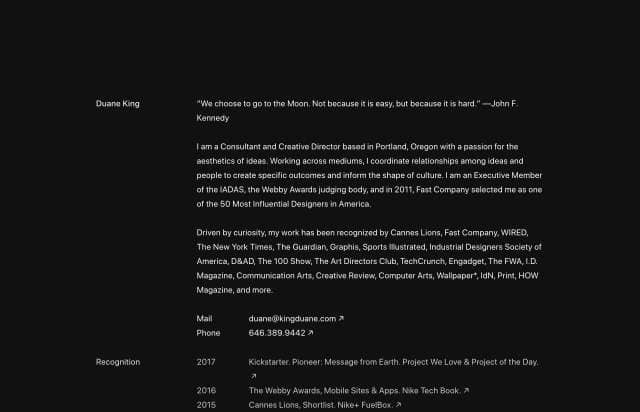 Duane King
“We choose to go to the Moon. Not because it is easy, but because it is hard.” —John F.
Kennedy
I am a Consultant and Creative Director based in Portland, Oregon with a passion for the
aesthetics of ideas. Working across mediums, I coordinate relationships among ideas and
people to create specific outcomes and inform the shape of culture. I am an Executive Member
of the IADAS, the Webby Awards judging body, and in 2011, Fast Company selected me as one
of the 50 Most Influential Designers in America.
Driven by curiosity, my work has been recognized by Cannes Lions, Fast Company, WIRED,
The New York Times, The Guardian, Graphis, Sports Illustrated, Industrial Designers Society of
America, D&AD, The 100 Show, The Art Directors Club, TechCrunch, Engadget, The FWA, I.D.
Magazine, Communication Arts, Creative Review, Computer Arts, Wallpaper*, IdN, Print, HOW
Magazine, and more.
Mail duane@kingduane.com ↗
Phone 646.389.9442 ↗
Recognition
2017 Kickstarter. Pioneer: Message from Earth. Project We Love & Project of the Day.
↗
2016 The Webby Awards, Mobile Sites & Apps. Nike Tech Book. ↗
2015 Cannes Lions, Shortlist. Nike+ FuelBox. ↗